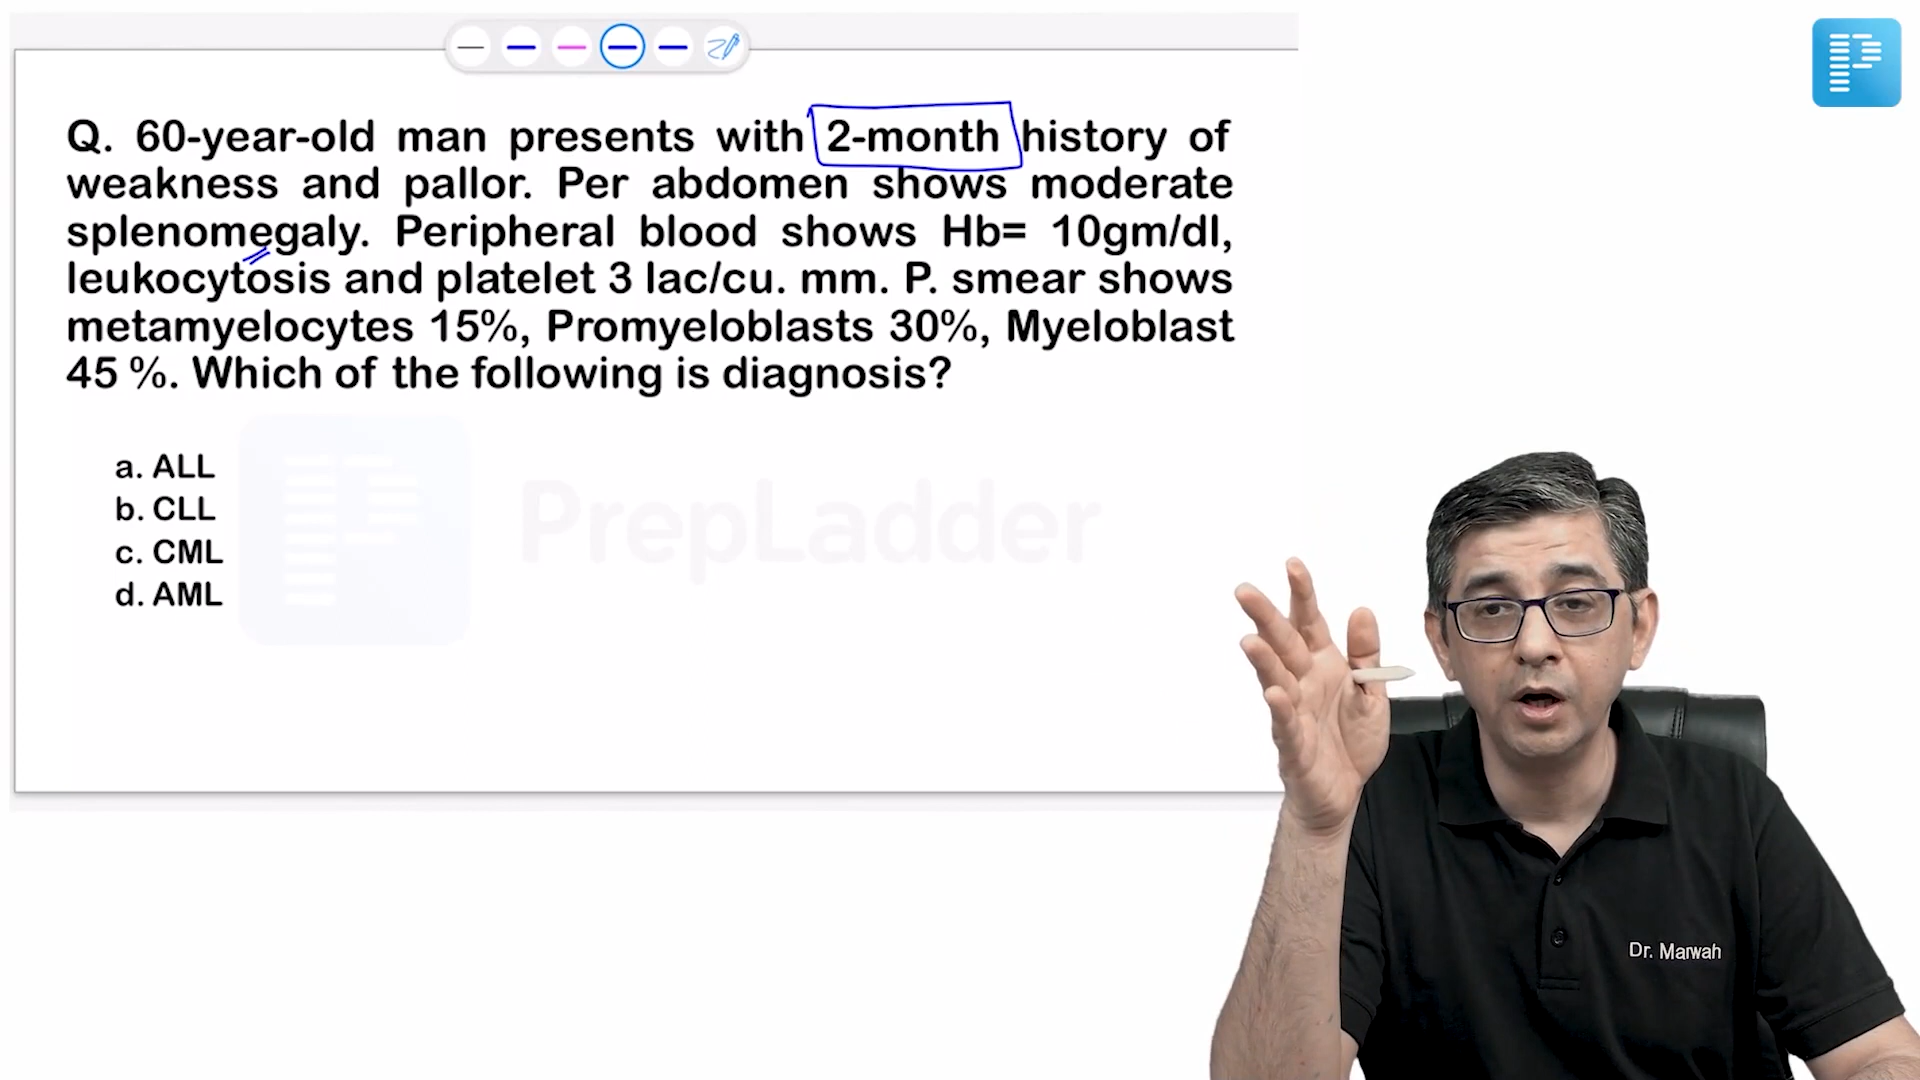 Q. 60-year-old man presents with 2-month history of
weakness and pallor. Per abdomen shows moderate
splenomegaly. Peripheral blood shows Hb= 10gm/dl,
leukocytosis and platelet 3 lac/cu. mm. P. smear shows
metamyelocytes 15%, Promyeloblasts 30%, Myeloblast
45 %. Which of the following is diagnosis?
a. ALL
b. CLL
c. CML
d. AML
PrepLadder
Dr. Marwah